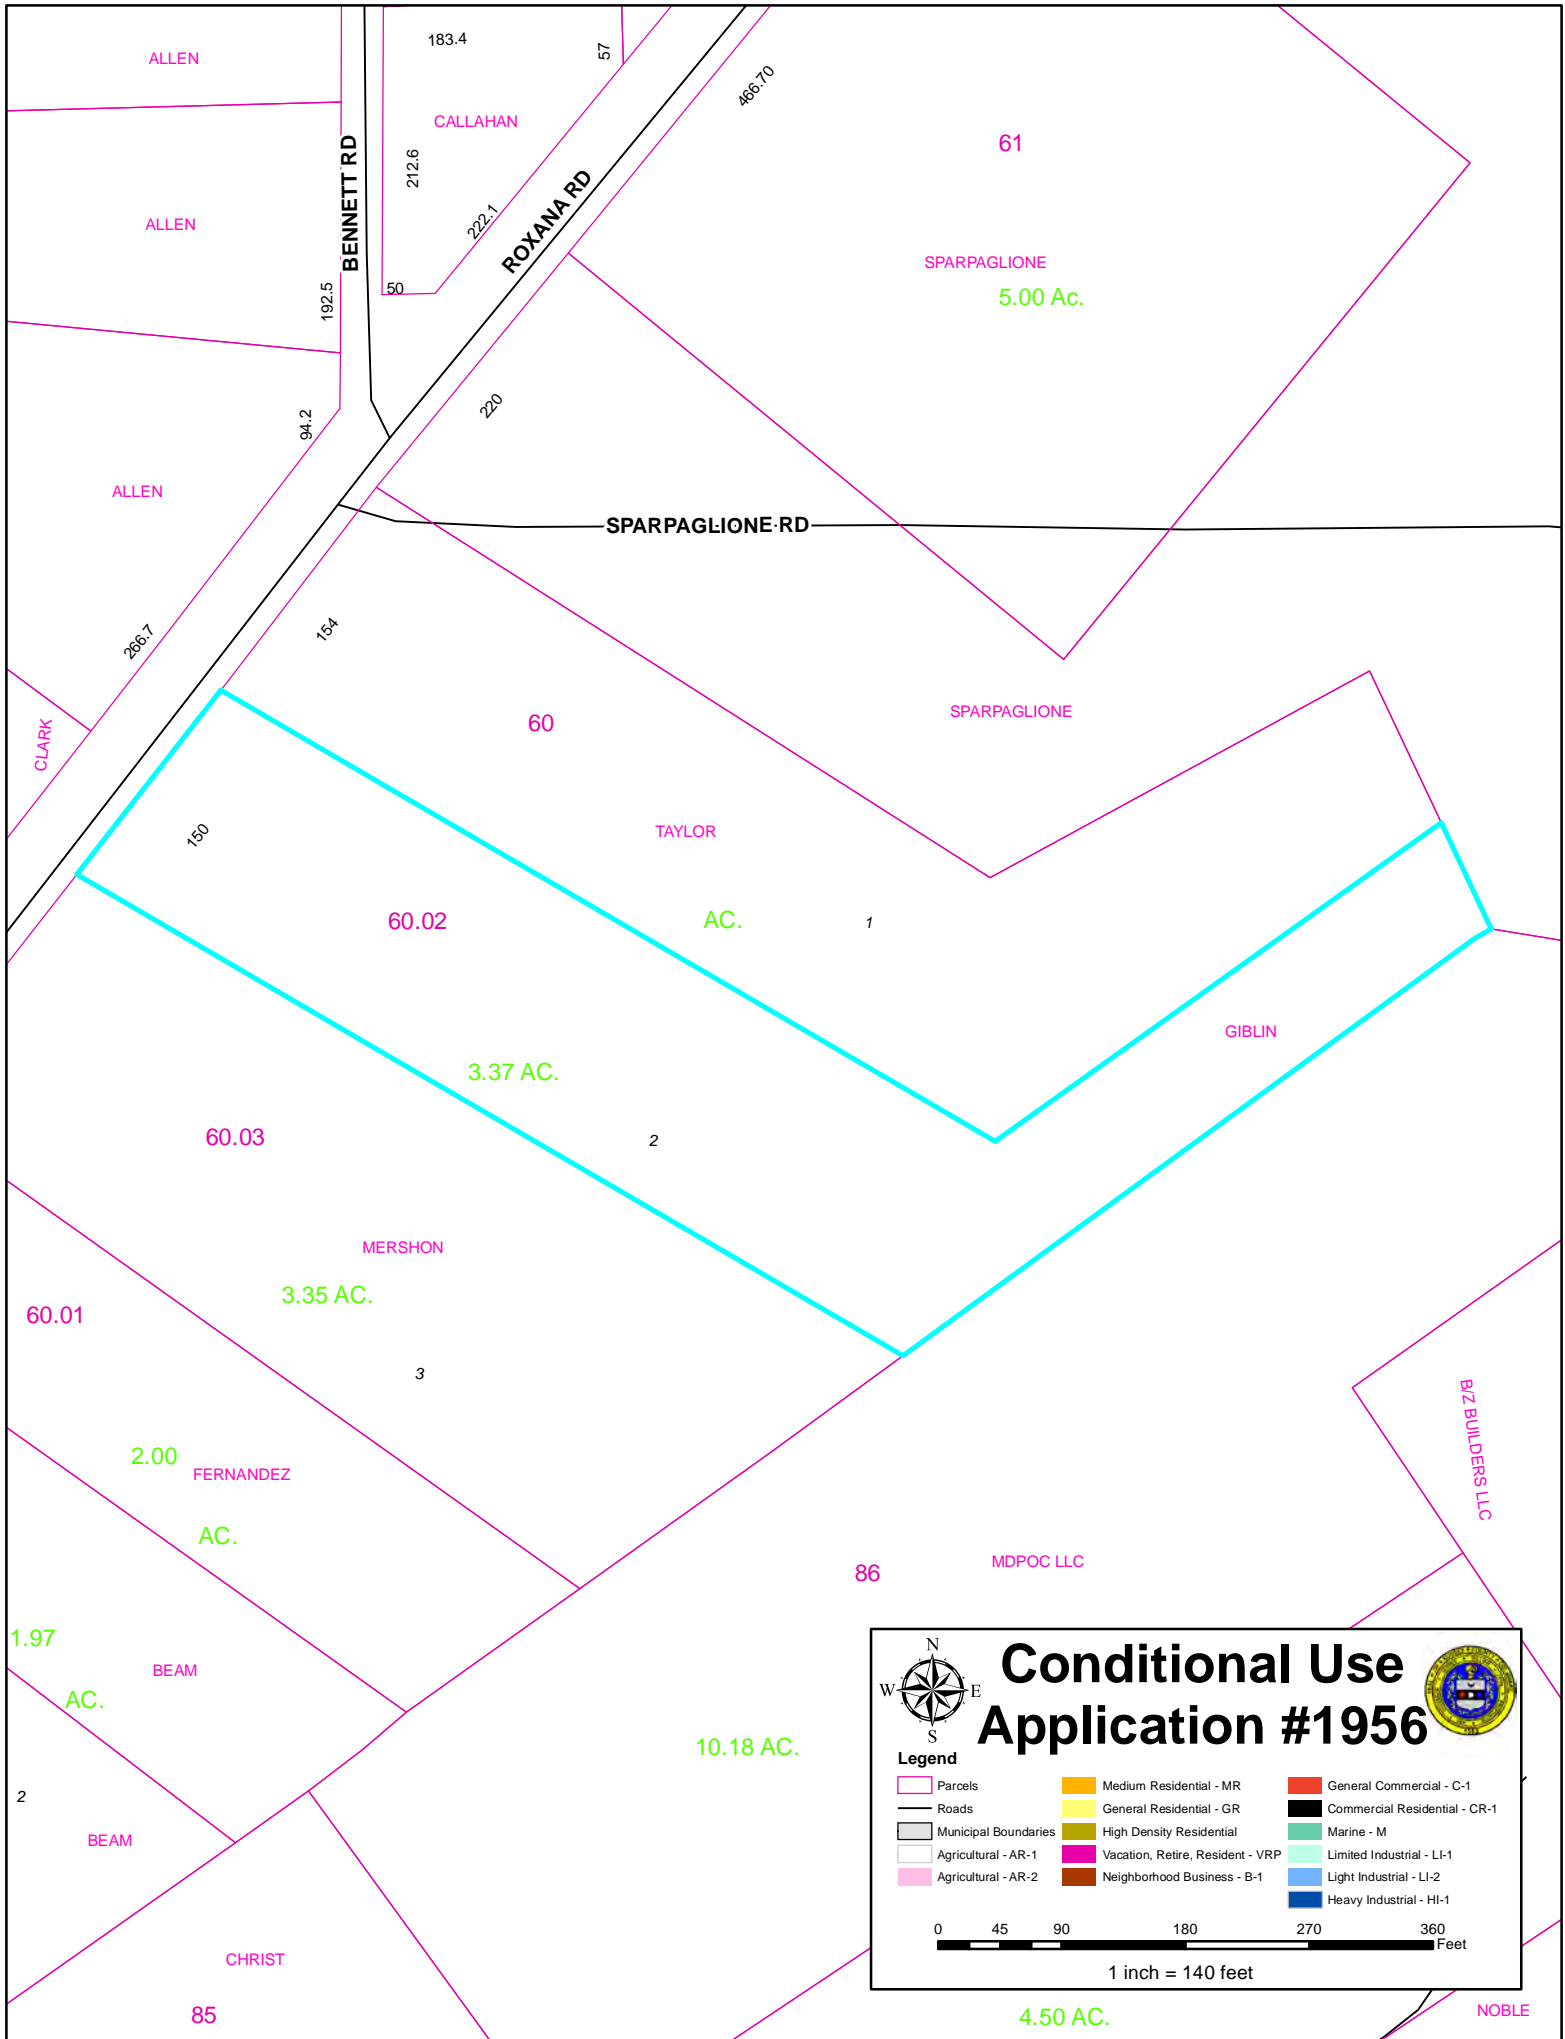 183.4
57
ALLEN
466.70
CALLAHAN
61
BENNETT RD
212.6
ROXANA RD
222.1
ALLEN
SPARPAGLIONE
50
192.5
5.00 Ac.
220
94.2
ALLEN
SPARPAGLIONE RD
154
266.7
SPARPAGLIONE
60
CLARK
TAYLOR
150
60.02
AC.
1
GIBLIN
3.37 AC.
60.03
2
MERSHON
3.35 AC.
60.01
3
B/Z BUILDERS LLC
2.00
FERNANDEZ
AC.
86
MDPOC LLC
1.97
BEAM
AC.
10.18 AC.
2
BEAM
CHRIST
85
4.50 AC.
NOBLE
N
W
E
S
Conditional Use
Application #1956
Legend
Parcels
Roads
Municipal Boundaries
Agricultural - AR-1
Agricultural - AR-2
Medium Residential - MR
General Residential - GR
High Density Residential
Vacation, Retire, Resident - VRP
Neighborhood Business - B-1
General Commercial - C-1
Commercial Residential - CR-1
Marine - M
Limited Industrial - LI-1
Light Industrial - LI-2
Heavy Industrial - HI-1
0 45 90 180 270 360
Feet
1 inch = 140 feet